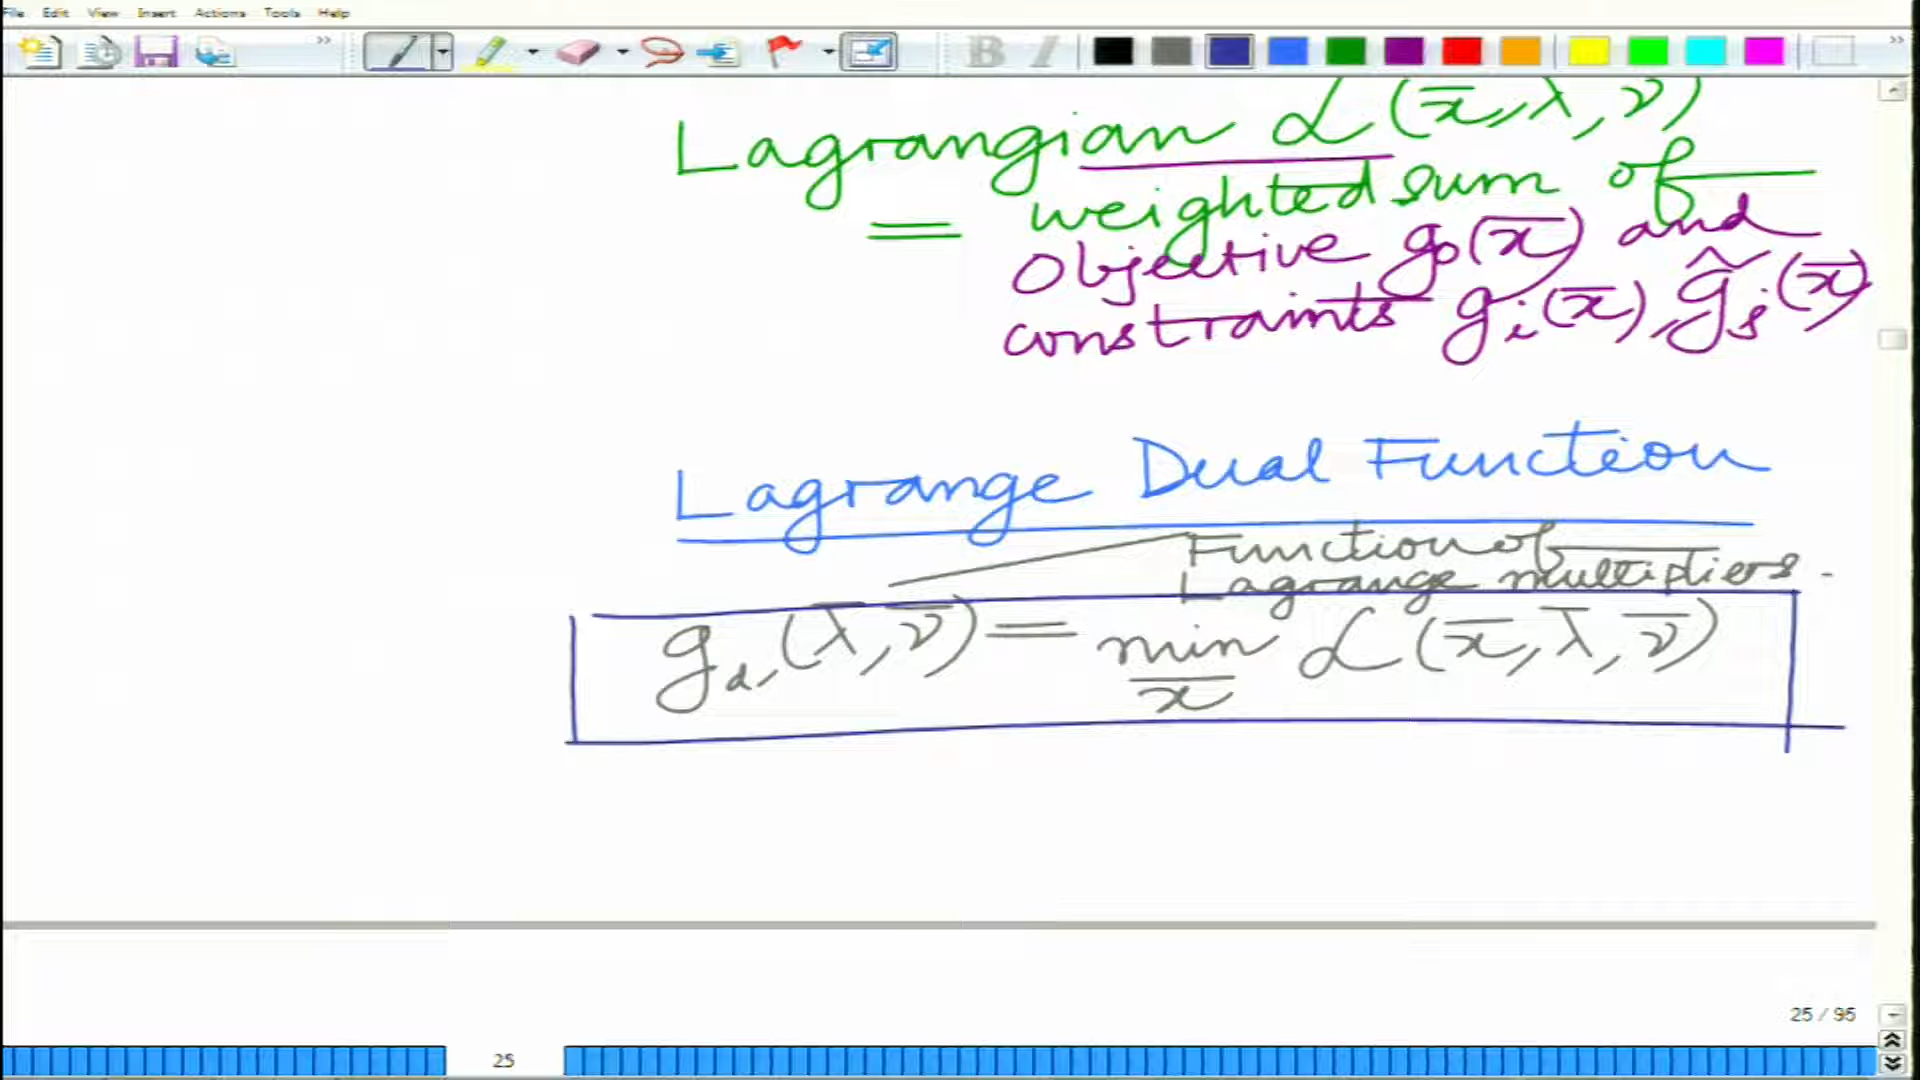 File Edit View Insert Actions Tools Help
B I
Lagrangian ℒ(x̄, λ̄, ν̄)
= weighted sum of
objective g₀(x̄) and
constraints gᵢ(x̄), g̃ⱼ(x̄)
Lagrange Dual Function
Function of
Lagrange multipliers.
g_d(λ̄, ν̄) = min ℒ(x̄, λ̄, ν̄)
x̄
25 / 95
25